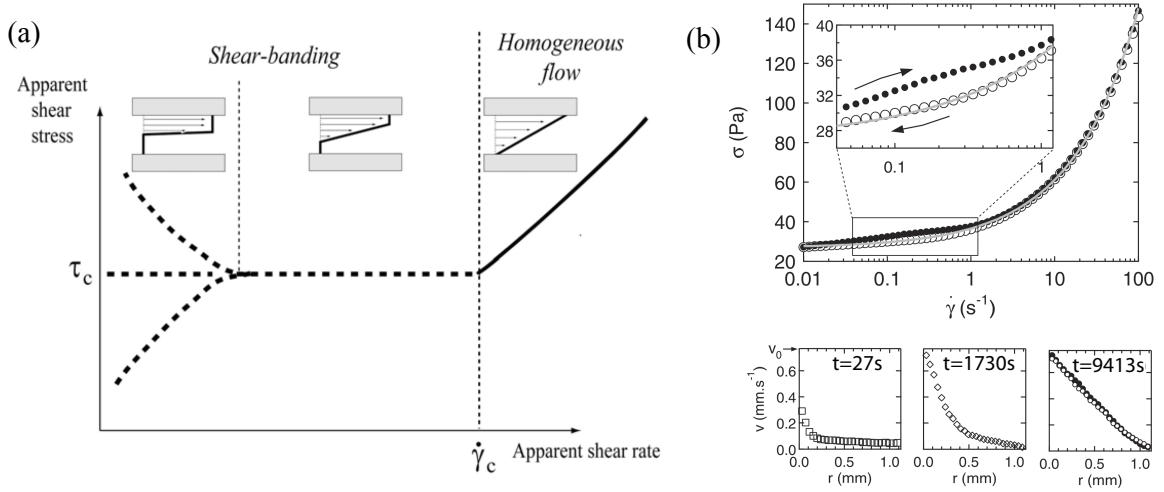 (a)
Shear-banding
Homogeneous
flow
Apparent
shear
stress
τc
γ̇c
Apparent shear rate
(b)
σ (Pa)
140
120
100
80
60
40
20
36
32
28
0.1
1
0.01
0.1
1
10
100
γ̇ (s⁻¹)
v₀
v (mm.s⁻¹)
0.6
0.4
0.2
0.0
t=27s
0.0
0.5
1.0
r (mm)
t=1730s
0.0
0.5
1.0
r (mm)
t=9413s
0.0
0.5
1.0
r (mm)